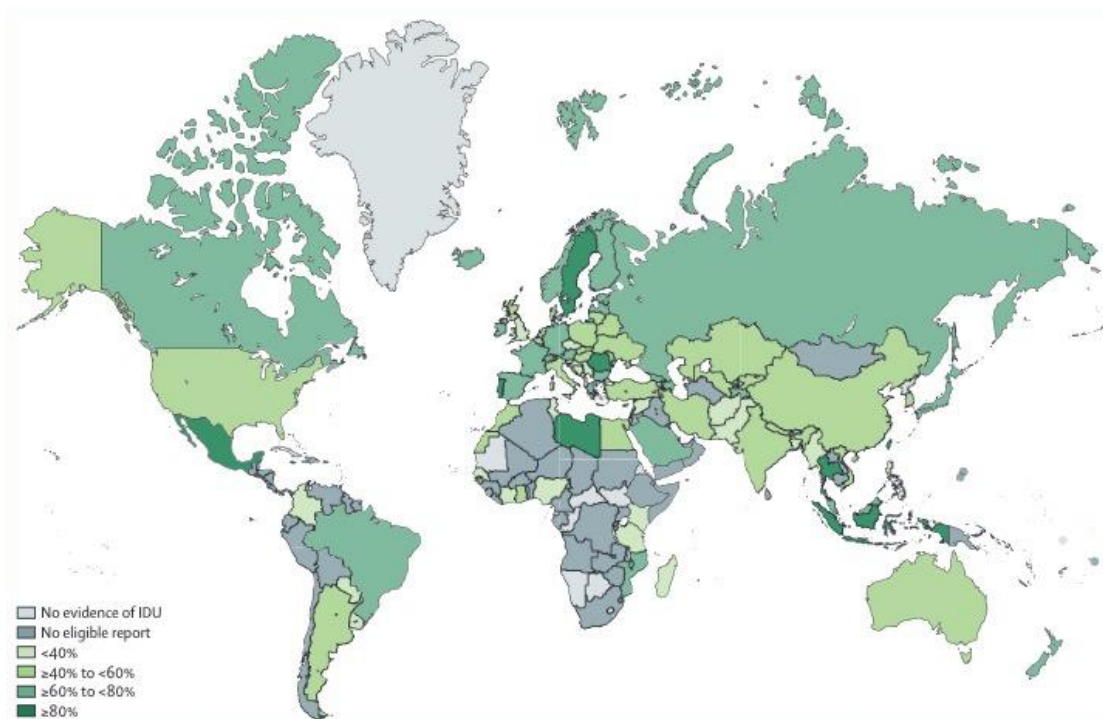 No evidence of IDU
No eligible report
<40%
≥40% to <60%
≥60% to <80%
≥80%